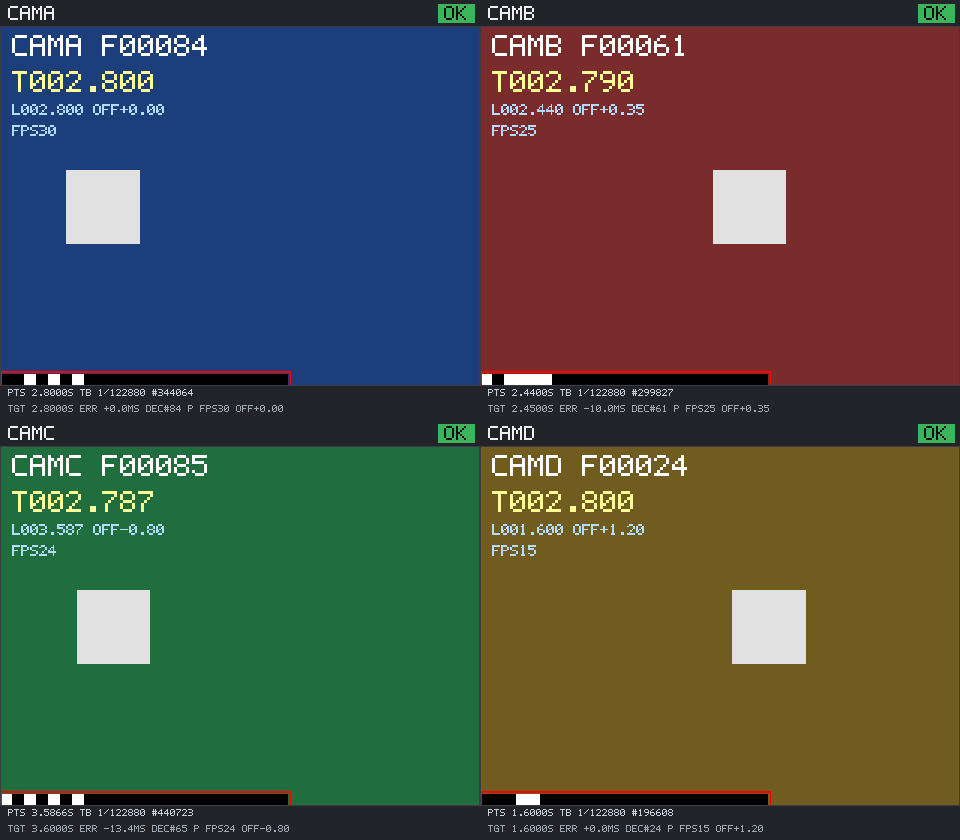 CAMA OK
CAMA F00084
T002.800
L002.800 OFF+0.00
FPS30
PTS 2.8000S TB 1/122880 #344064
TGT 2.8000S ERR +0.0MS DEC#84 P FPS30 OFF+0.00
CAMB OK
CAMB F00061
T002.790
L002.440 OFF+0.35
FPS25
PTS 2.4400S TB 1/122880 #299827
TGT 2.4500S ERR -10.0MS DEC#61 P FPS25 OFF+0.35
CAMC OK
CAMC F00085
T002.787
L003.587 OFF-0.80
FPS24
PTS 3.5866S TB 1/122880 #440723
TGT 3.6000S ERR -13.4MS DEC#65 P FPS24 OFF-0.80
CAMD OK
CAMD F00024
T002.800
L001.600 OFF+1.20
FPS15
PTS 1.6000S TB 1/122880 #196608
TGT 1.6000S ERR +0.0MS DEC#24 P FPS15 OFF+1.20